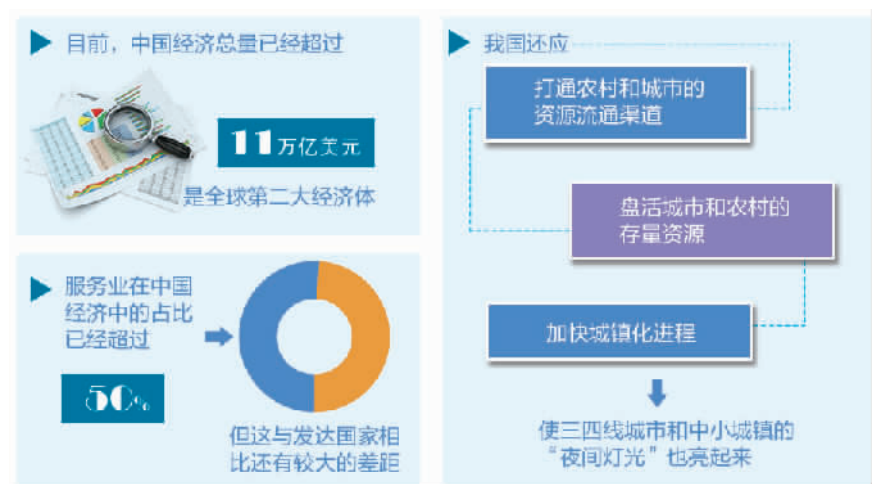 目前，中国经济总量已经超过
11万亿美元
是全球第二大经济体
服务业在中国
经济中的占比
已经超过
50%
但这与发达国家相
比还有较大的差距
我国还应
打通农村和城市的
资源流通渠道
盘活城市和农村的
存量资源
加快城镇化进程
使三四线城市和中小城镇的
“夜间灯光”也亮起来